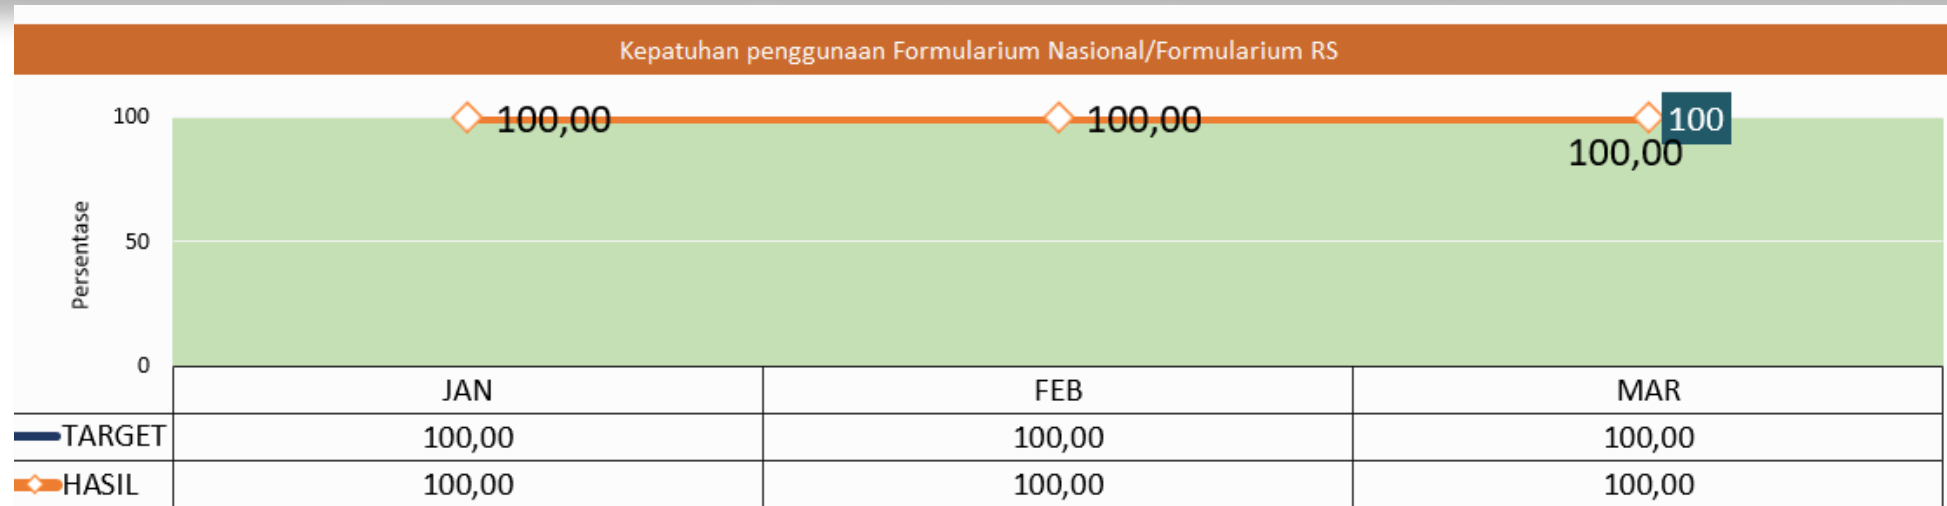 Kepatuhan penggunaan Formularium Nasional/Formularium RS
100
100,00
100,00
100
100,00
Persentase
50
0
JAN FEB MAR
TARGET 100,00 100,00 100,00
HASIL 100,00 100,00 100,00